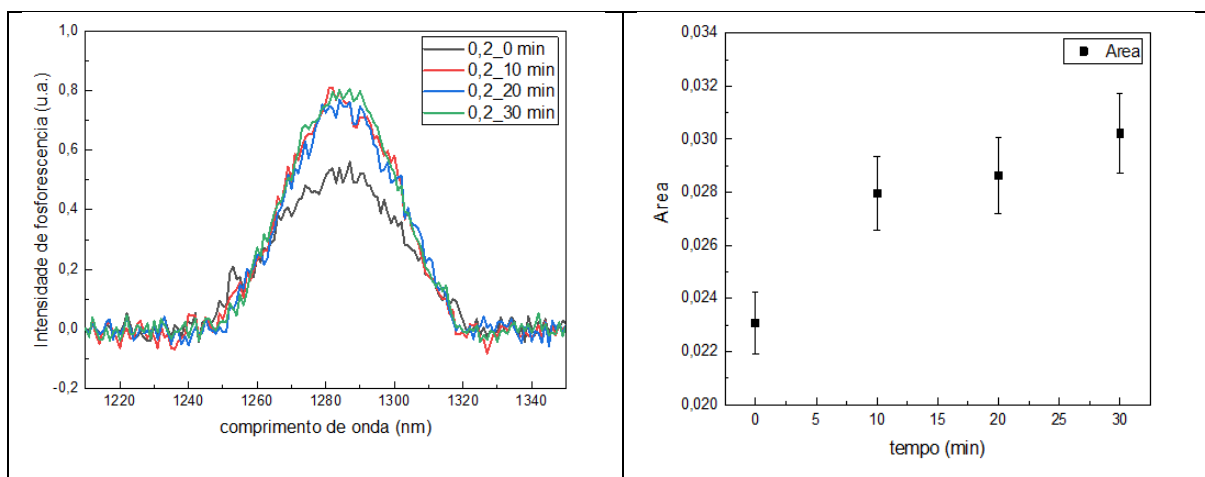 1,0
0,8
0,6
0,4
0,2
0,0
-0,2
Intensidade de fosforescencia (u.a.)
0,2_0 min
0,2_10 min
0,2_20 min
0,2_30 min
1220 1240 1260 1280 1300 1320 1340
comprimento de onda (nm)
0,034
0,032
0,030
0,028
0,026
0,024
0,022
0,020
Area
Area
0 5 10 15 20 25 30
tempo (min)